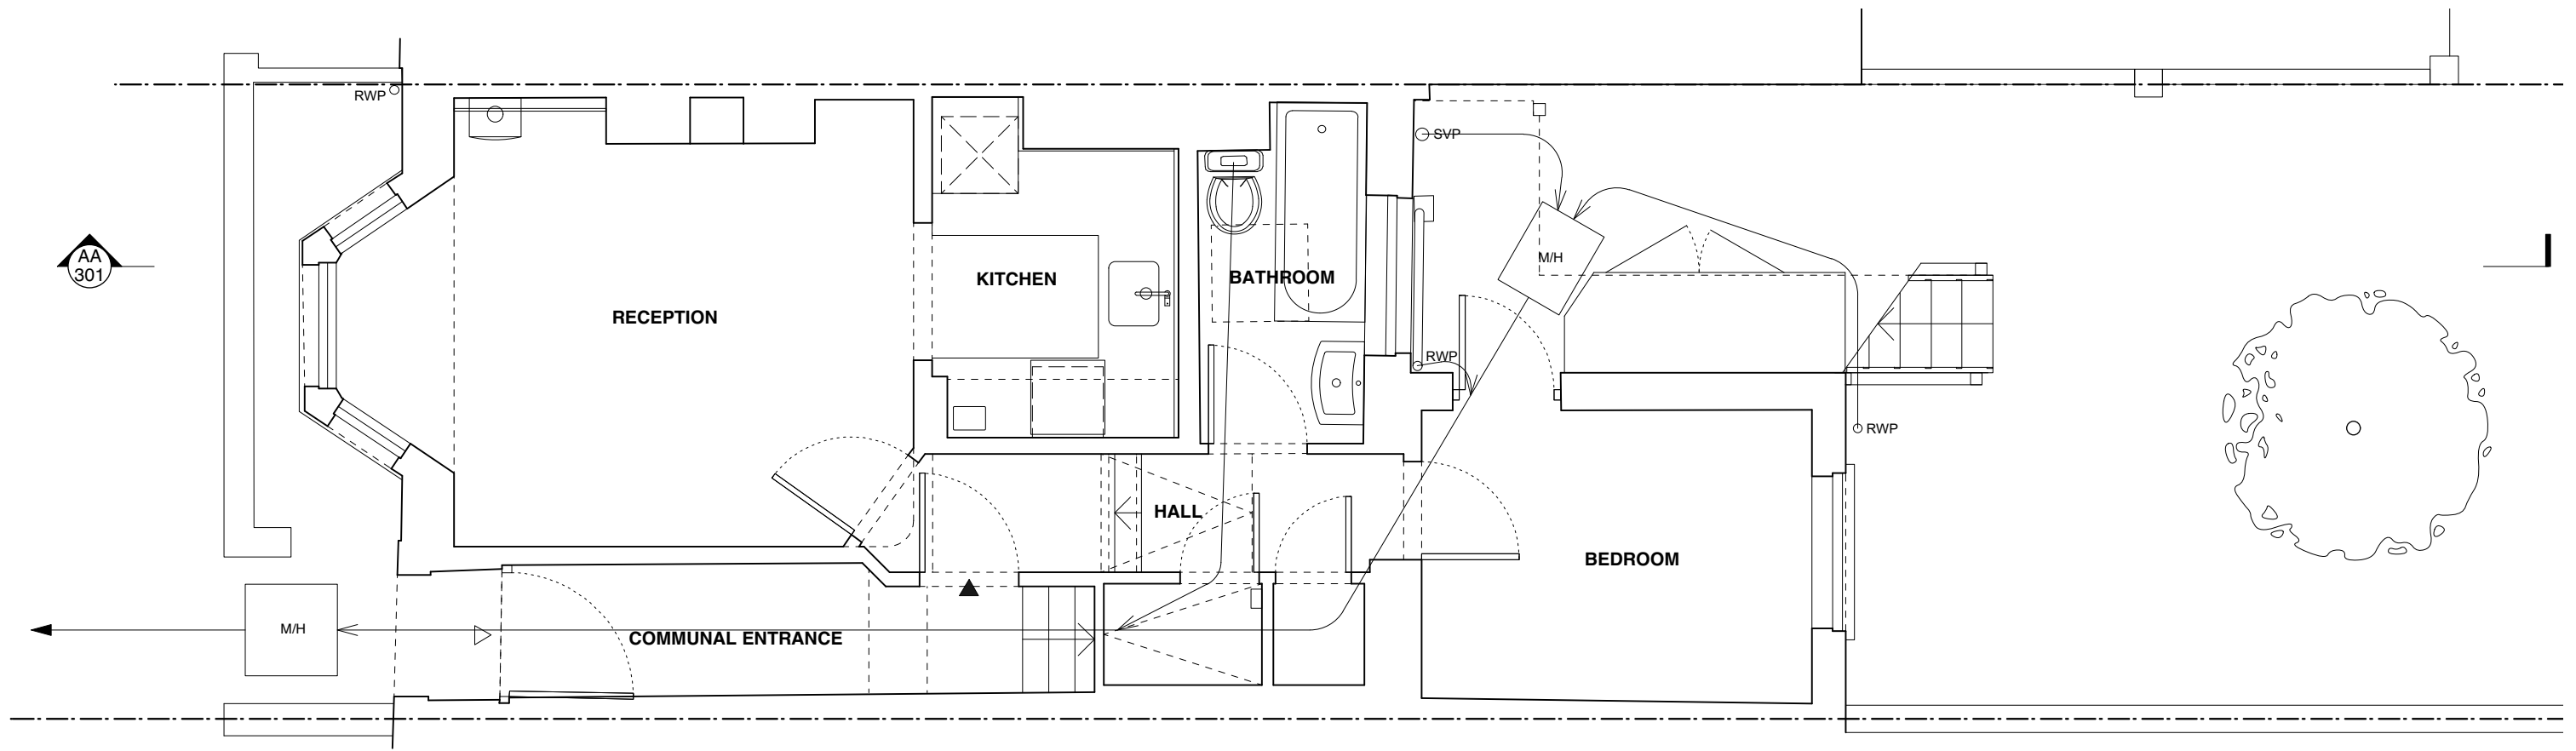 RWP
SVP
AA
301
M/H
KITCHEN
BATHROOM
RECEPTION
RWP
RWP
HALL
BEDROOM
M/H
COMMUNAL ENTRANCE